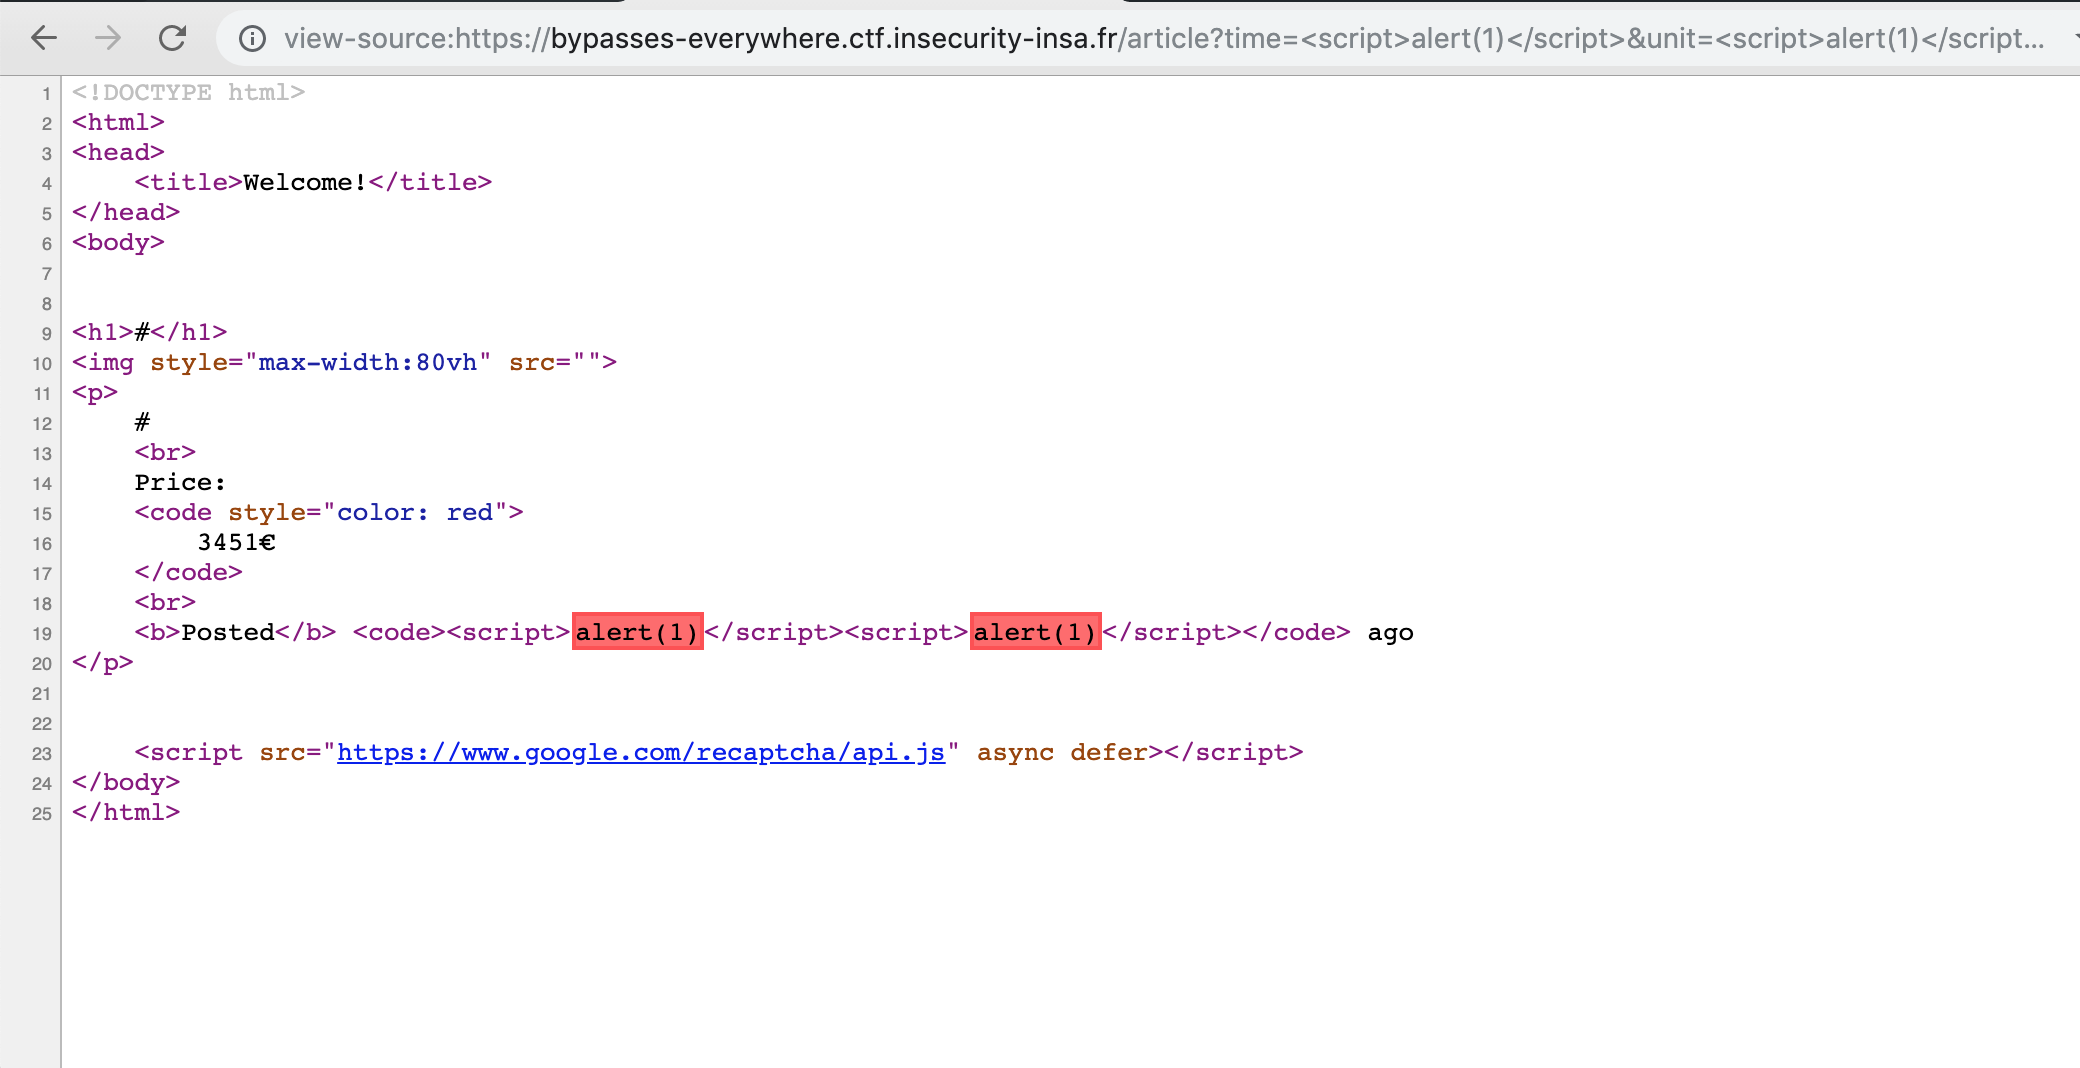 view-source:https://bypasses-everywhere.ctf.insecurity-insa.fr/article?time=<script>alert(1)</script>&unit=<script>alert(1)</script...
1 <!DOCTYPE html>
2 <html>
3 <head>
4 <title>Welcome!</title>
5 </head>
6 <body>
7
8
9 <h1>#</h1>
10 <img style="max-width:80vh" src="">
11 <p>
12 #
13 <br>
14 Price:
15 <code style="color: red">
16 3451€
17 </code>
18 <br>
19 <b>Posted</b> <code><script>alert(1)</script><script>alert(1)</script></code> ago
20 </p>
21
22
23 <script src="https://www.google.com/recaptcha/api.js" async defer></script>
24 </body>
25 </html>